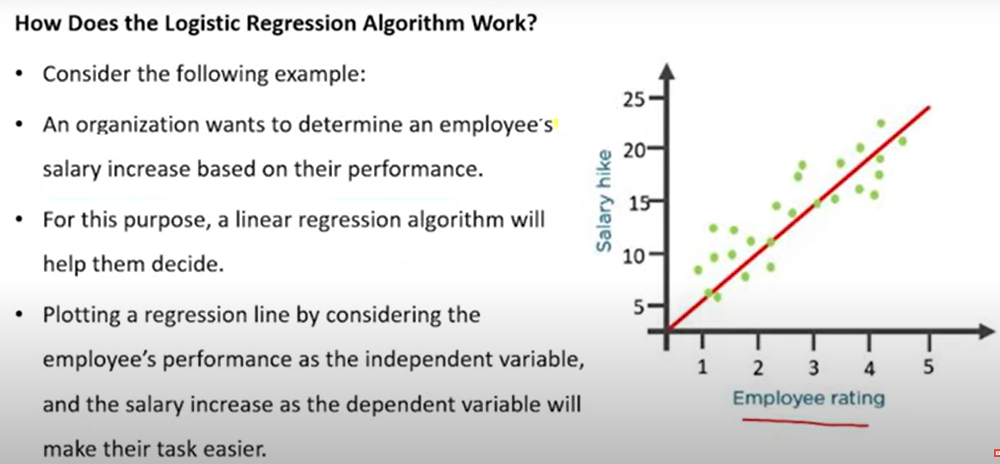 How Does the Logistic Regression Algorithm Work?
• Consider the following example:
• An organization wants to determine an employee's
salary increase based on their performance.
• For this purpose, a linear regression algorithm will
help them decide.
• Plotting a regression line by considering the
employee's performance as the independent variable,
and the salary increase as the dependent variable will
make their task easier.
25
20
15
10
5
Salary hike
1 2 3 4 5
Employee rating